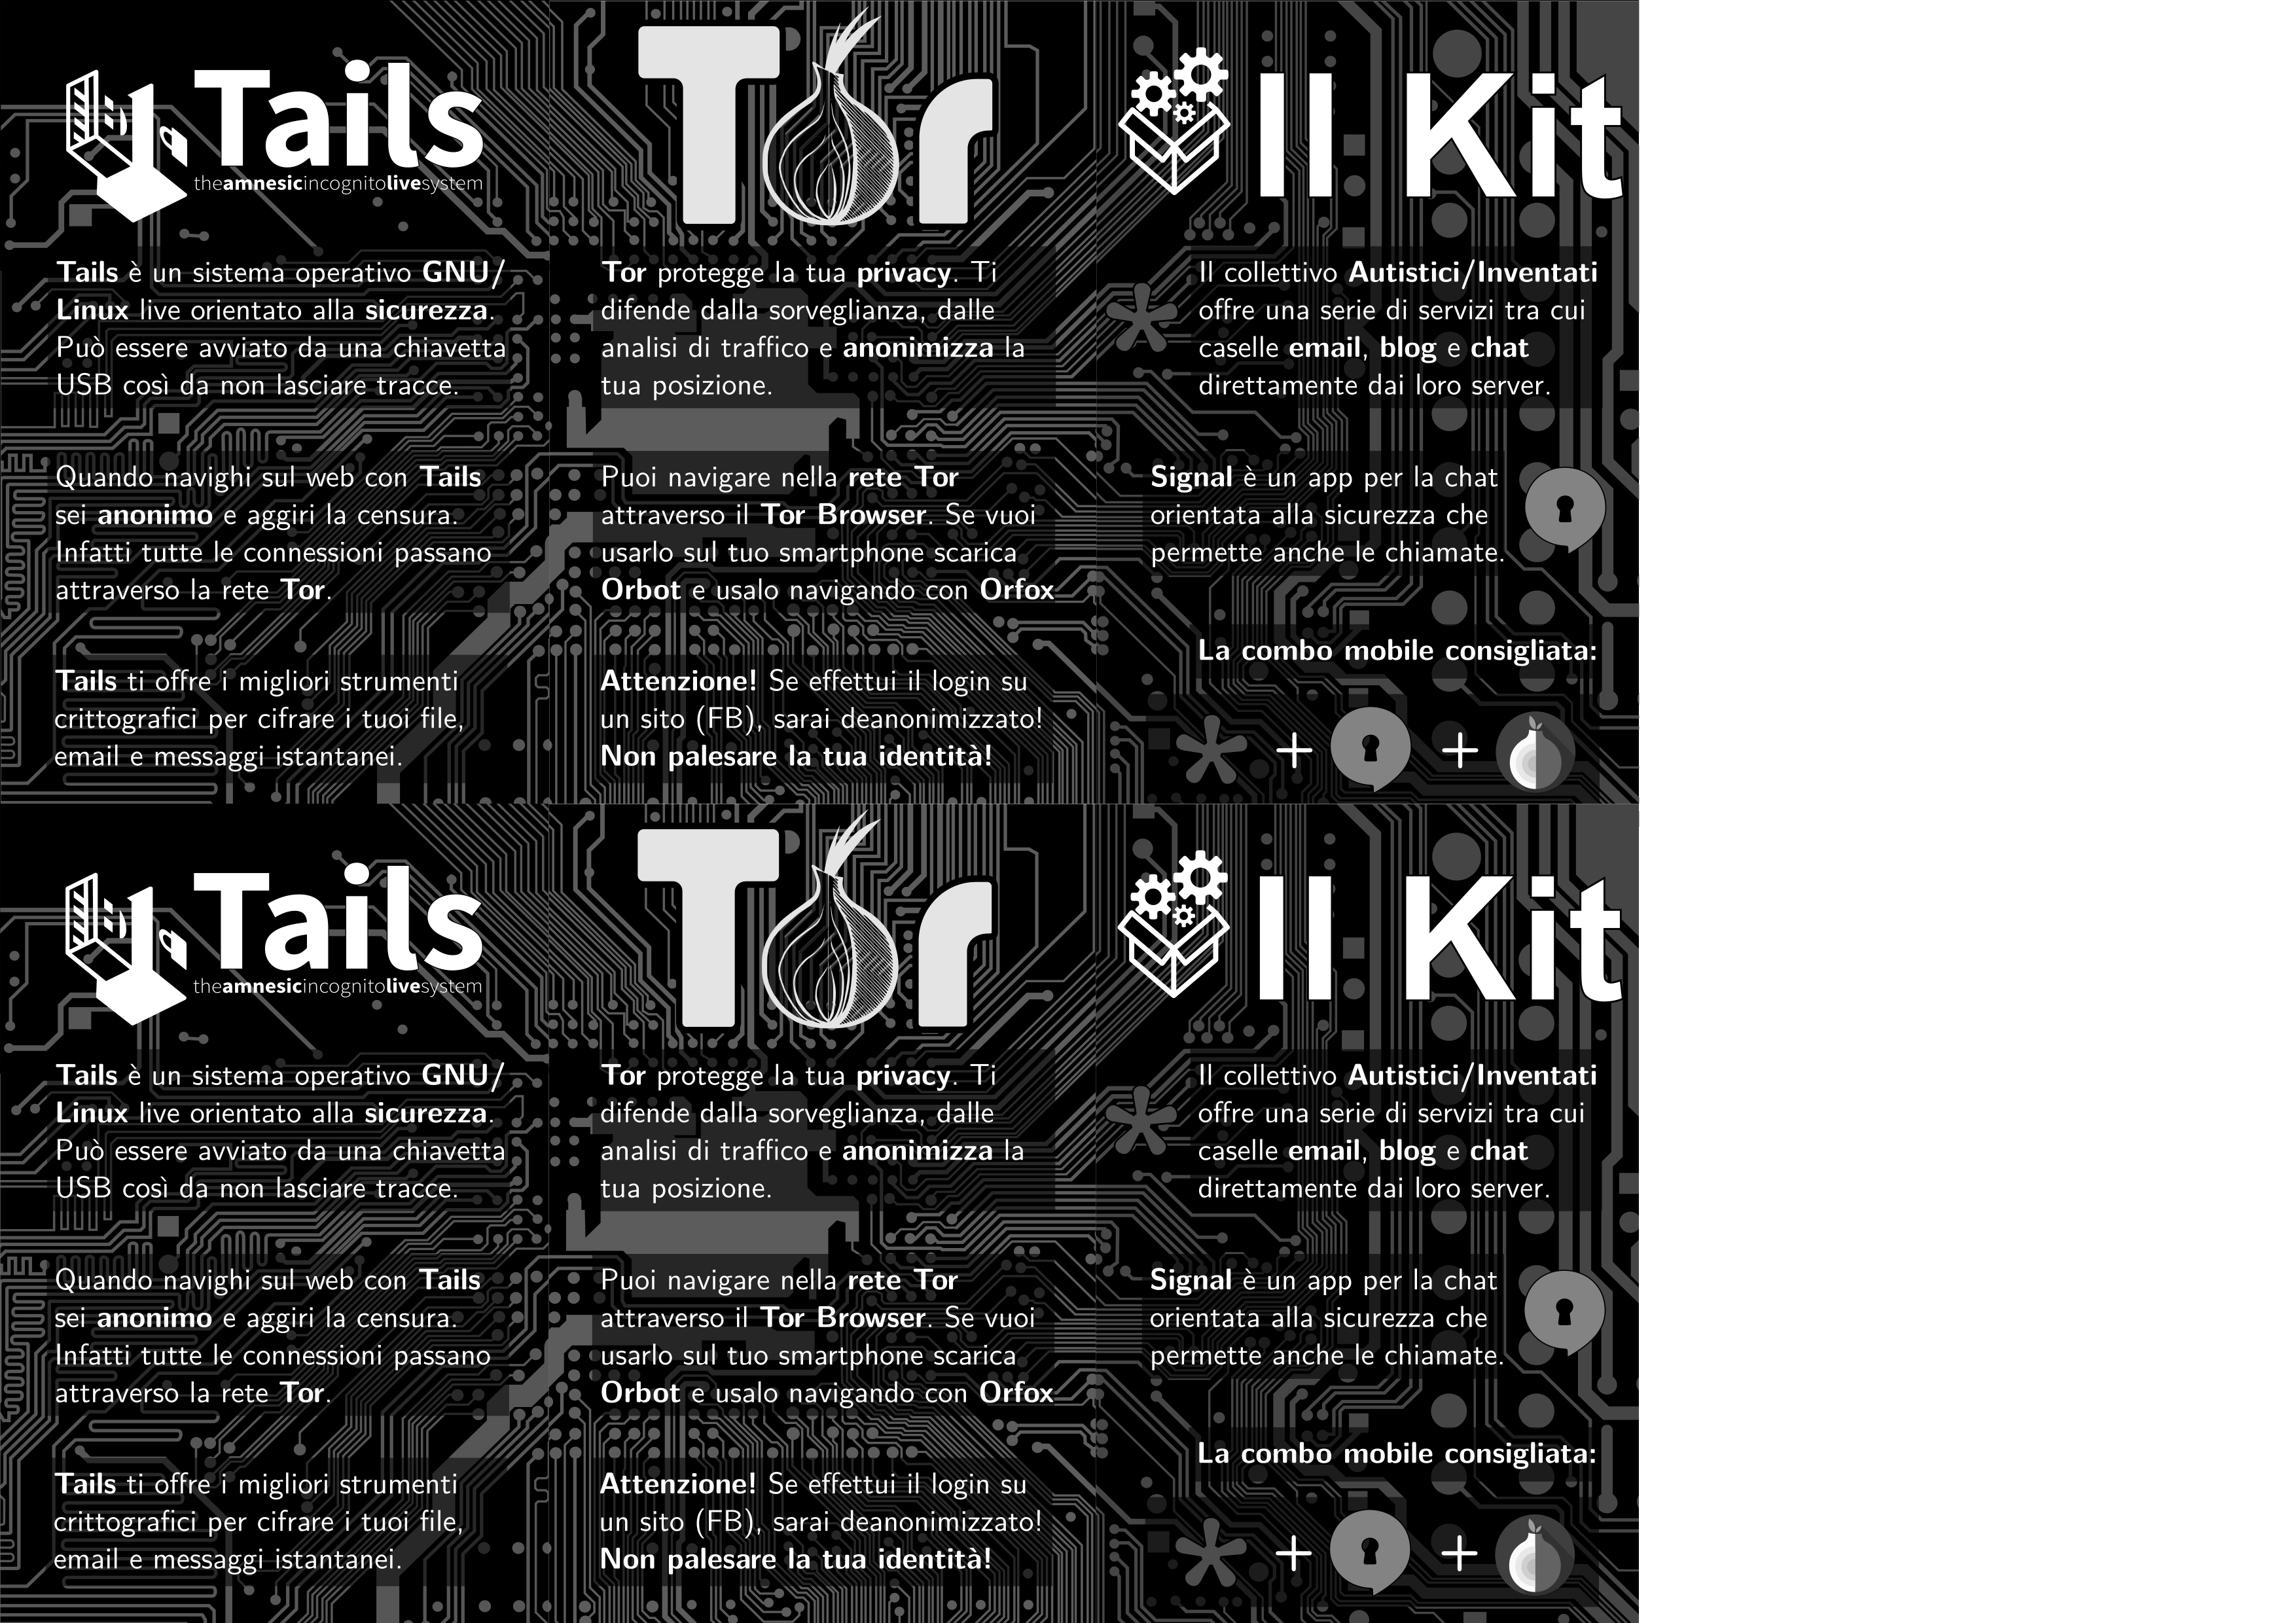 Tails
theamnesicincognitolivesystem
Tails è un sistema operativo GNU/
Linux live orientato alla sicurezza.
Può essere avviato da una chiavetta
USB così da non lasciare tracce.
Quando navighi sul web con Tails
sei anonimo e aggiri la censura.
Infatti tutte le connessioni passano
attraverso la rete Tor.
Tails ti offre i migliori strumenti
crittografici per cifrare i tuoi file,
email e messaggi istantanei.
Tor
Tor protegge la tua privacy. Ti
difende dalla sorveglianza, dalle
analisi di traffico e anonimizza la
tua posizione.
Puoi navigare nella rete Tor
attraverso il Tor Browser. Se vuoi
usarlo sul tuo smartphone scarica
Orbot e usalo navigando con Orfox
Attenzione! Se effettui il login su
un sito (FB), sarai deanonimizzato!
Non palesare la tua identità!
Il Kit
Il collettivo Autistici/Inventati
offre una serie di servizi tra cui
caselle email, blog e chat
direttamente dai loro server.
Signal è un app per la chat
orientata alla sicurezza che
permette anche le chiamate.
La combo mobile consigliata:
+ +
Tails
theamnesicincognitolivesystem
Tails è un sistema operativo GNU/
Linux live orientato alla sicurezza.
Può essere avviato da una chiavetta
USB così da non lasciare tracce.
Quando navighi sul web con Tails
sei anonimo e aggiri la censura.
Infatti tutte le connessioni passano
attraverso la rete Tor.
Tails ti offre i migliori strumenti
crittografici per cifrare i tuoi file,
email e messaggi istantanei.
Tor
Tor protegge la tua privacy. Ti
difende dalla sorveglianza, dalle
analisi di traffico e anonimizza la
tua posizione.
Puoi navigare nella rete Tor
attraverso il Tor Browser. Se vuoi
usarlo sul tuo smartphone scarica
Orbot e usalo navigando con Orfox
Attenzione! Se effettui il login su
un sito (FB), sarai deanonimizzato!
Non palesare la tua identità!
Il Kit
Il collettivo Autistici/Inventati
offre una serie di servizi tra cui
caselle email, blog e chat
direttamente dai loro server.
Signal è un app per la chat
orientata alla sicurezza che
permette anche le chiamate.
La combo mobile consigliata:
+ +